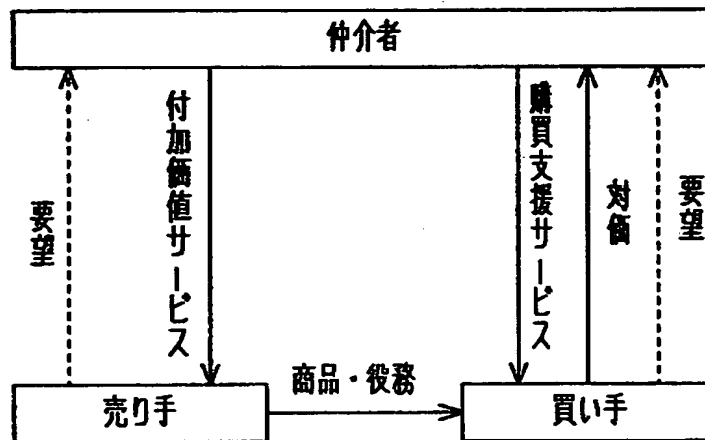 仲介者
要望
付加価値サービス
購買支援サービス
対価
要望
商品・役務
売り手
買い手